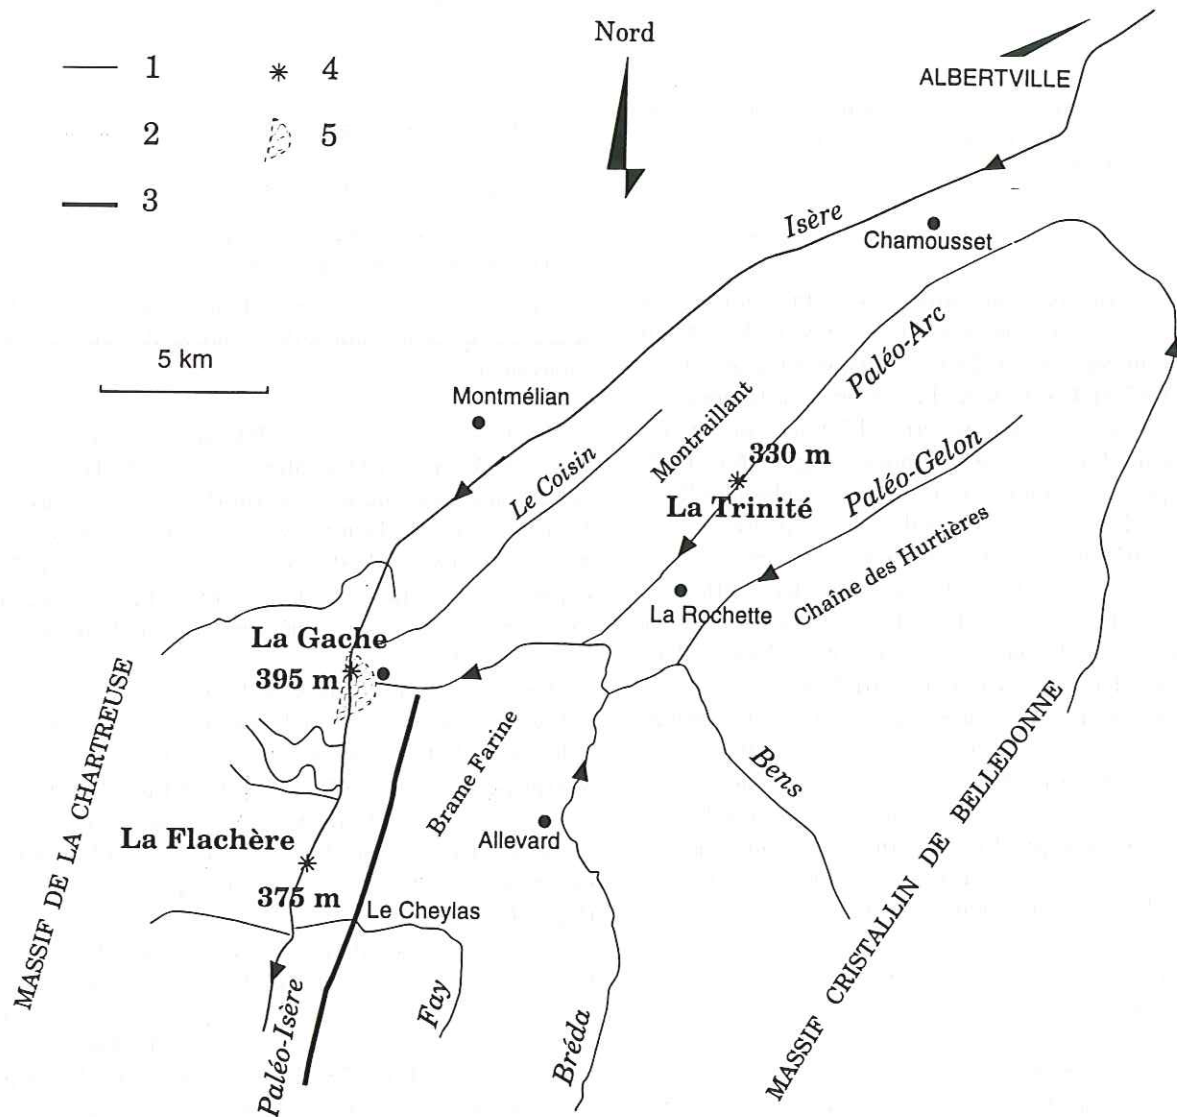 Nord
1
4
2
5
3
ALBERTVILLE
Isère
Chamousset
5 km
Montmélian
Paléo-Arc
Montraillant
Le Coisin
330 m
La Trinité
Paléo-Gelon
Chaîne des Hurtières
La Rochette
La Gache
395 m
MASSIF DE LA CHARTREUSE
Brame Farine
Bens
MASSIF CRISTALLIN DE BELLEDONNE
La Flachère
Allevard
375 m
Le Cheylas
Paléo-Isère
Fay
Bréda